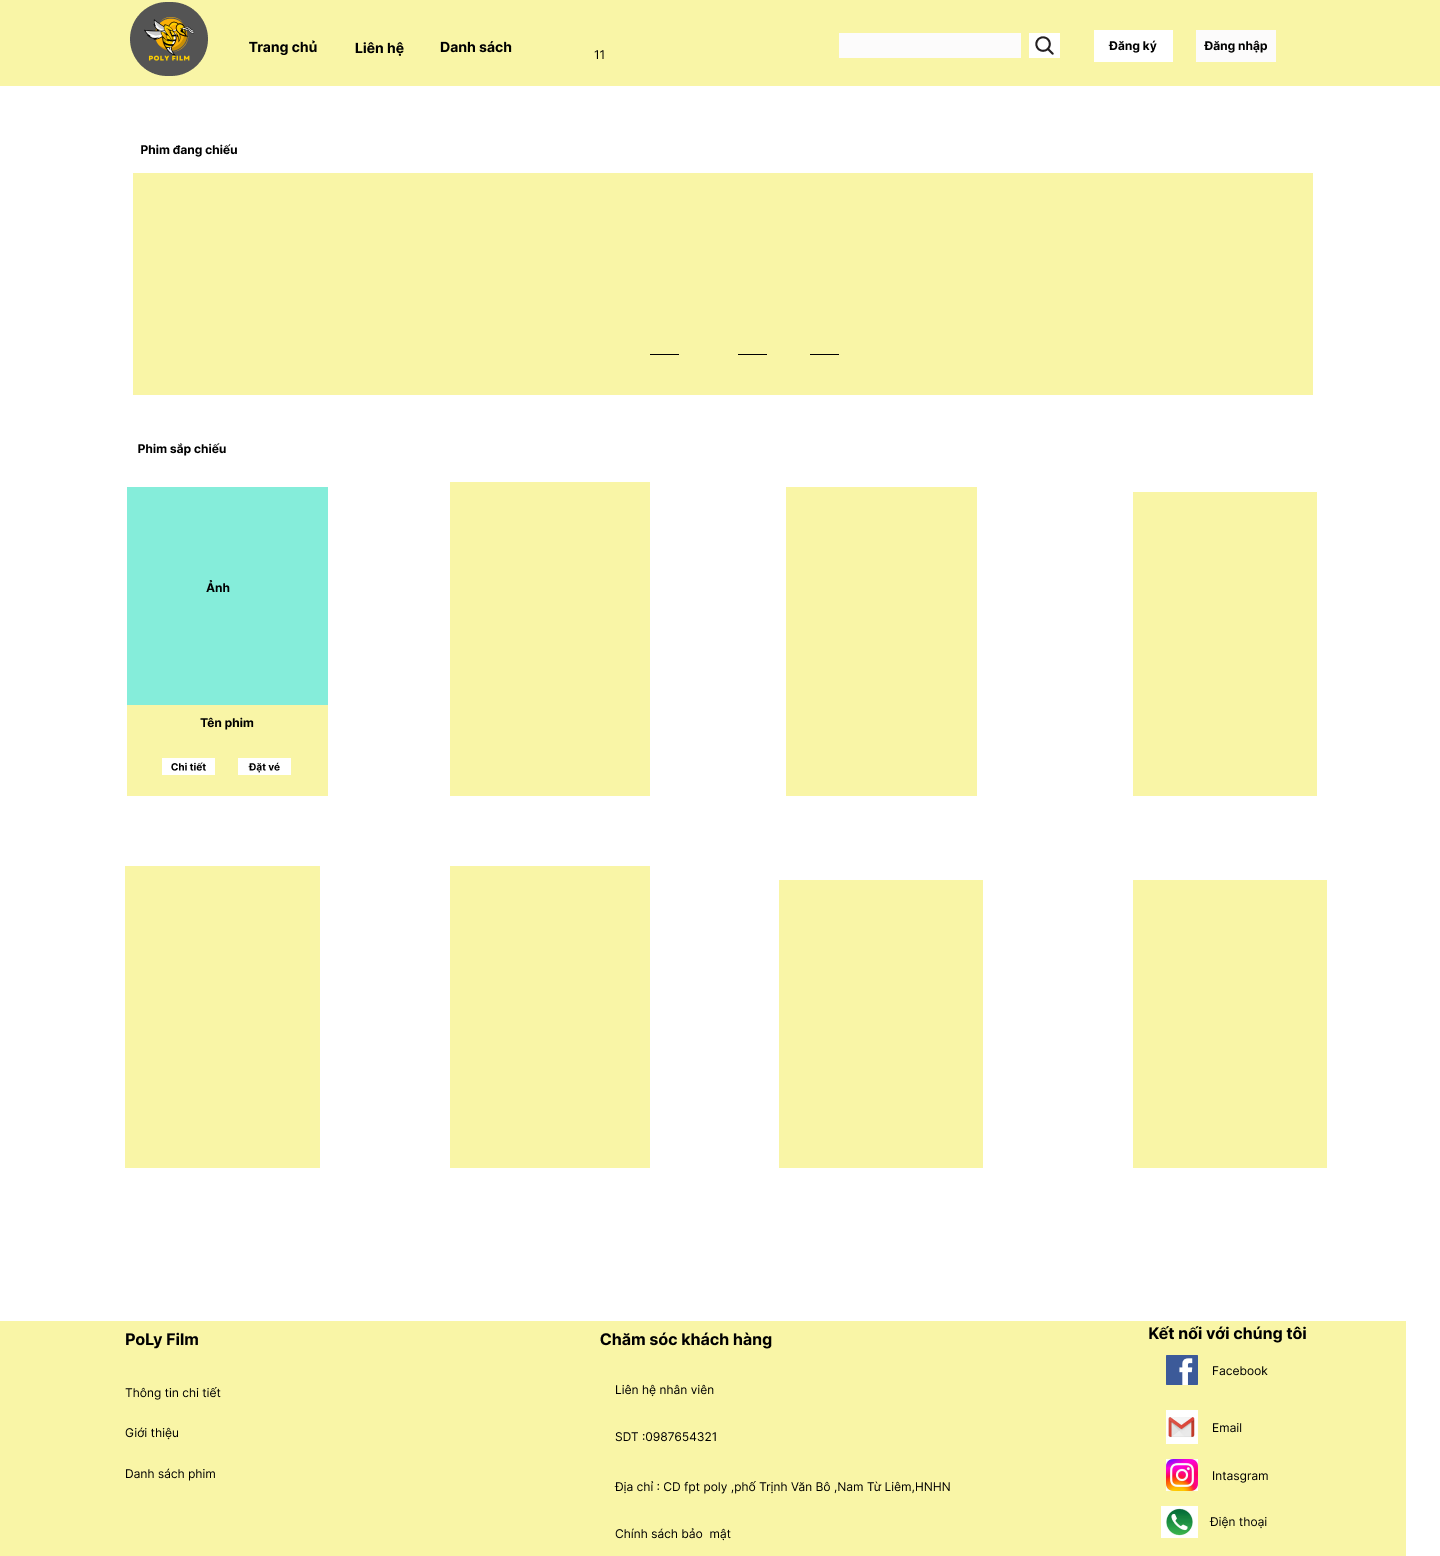 POLY FILM
Trang chủ
Liên hệ
Danh sách
11
Đăng ký
Đăng nhập
Phim đang chiếu
Phim sắp chiếu
Ảnh
Tên phim
Chi tiết
Đặt vé
PoLy Film
Thông tin chi tiết
Giới thiệu
Danh sách phim
Chăm sóc khách hàng
Liên hệ nhân viên
SDT :0987654321
Địa chỉ : CD fpt poly ,phố Trịnh Văn Bô ,Nam Từ Liêm,HNHN
Chính sách bảo  mật
Kết nối với chúng tôi
Facebook
Email
Intasgram
Điện thoại